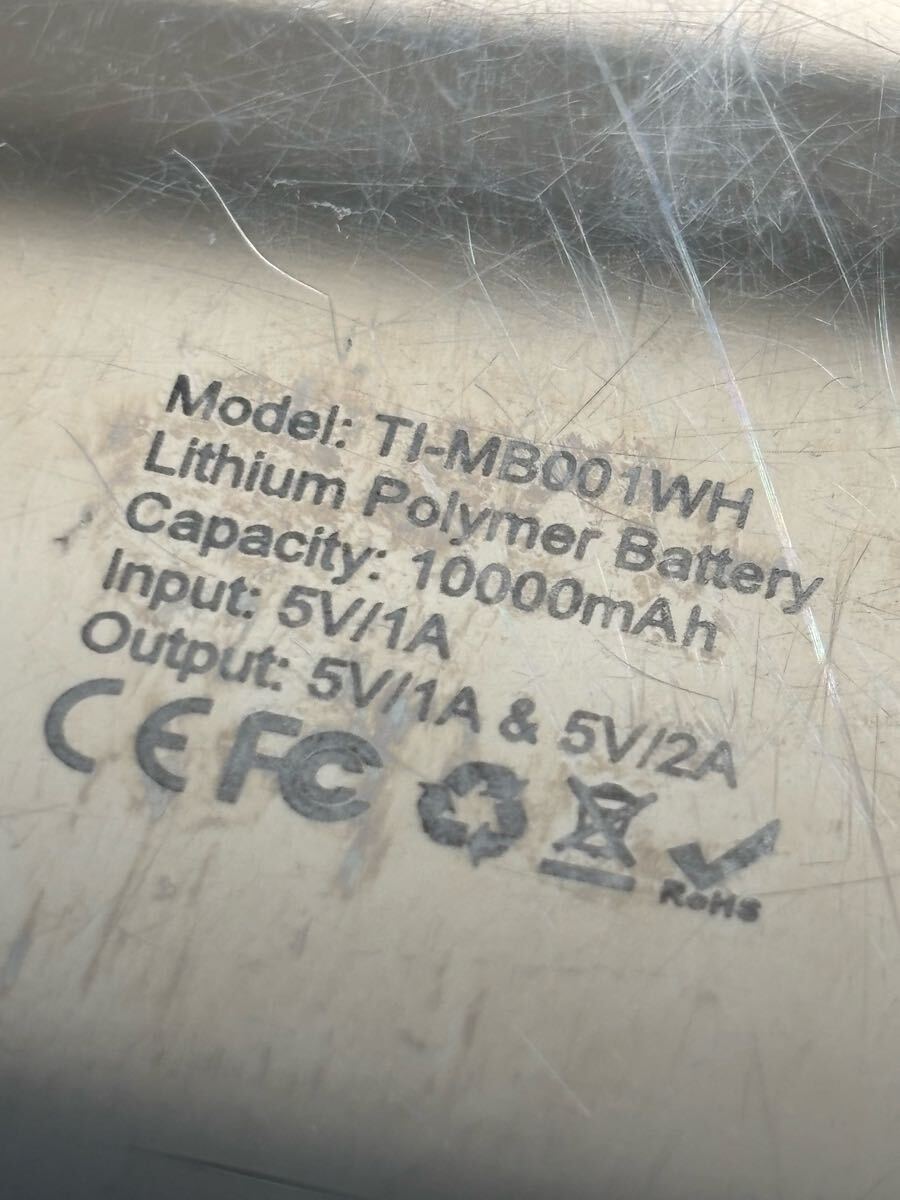 Model: TI-MB001WH
Lithium Polymer Battery
Capacity: 10000mAh
Input: 5V/1A
Output: 5V/1A & 5V/2A
CE FC
RoHS